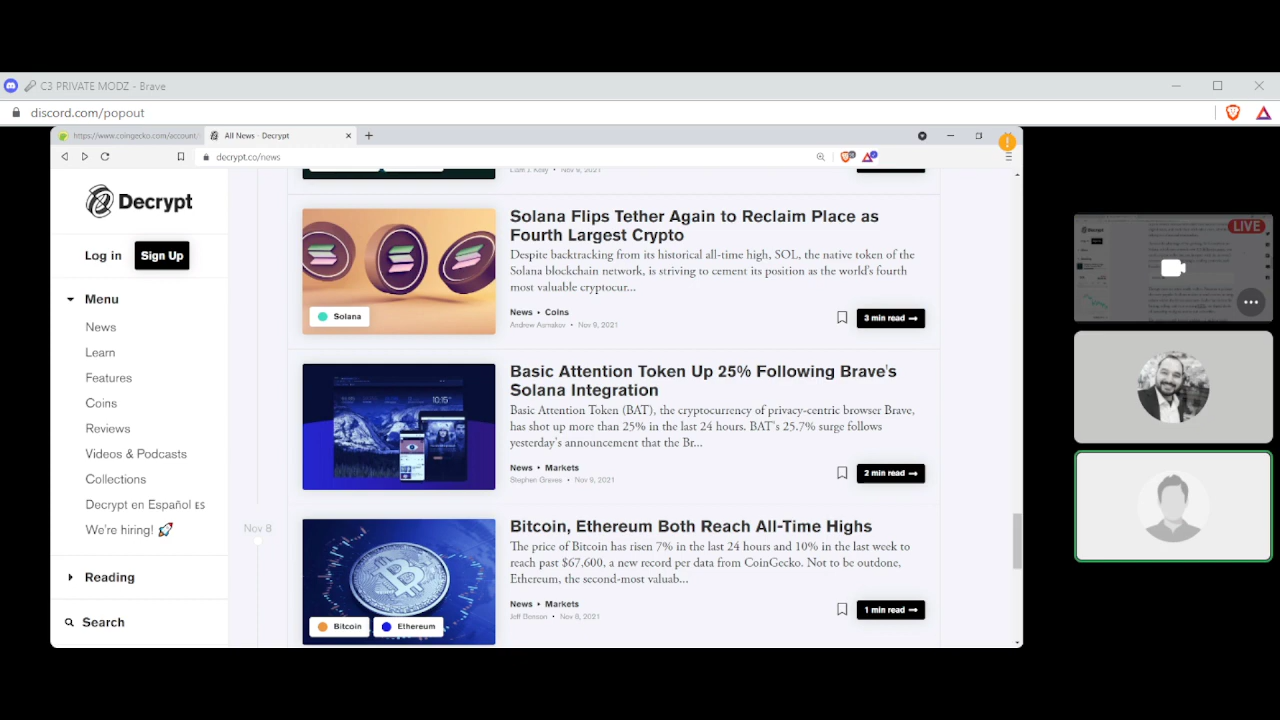 C3 PRIVATE MODZ - Brave
discord.com/popout
https://www.coingecko.com/account/
All News - Decrypt
decrypt.co/news
Decrypt
Log in
Sign Up
Menu
News
Learn
Features
Coins
Reviews
Videos & Podcasts
Collections
Decrypt en Español ES
We're hiring! 🚀
Reading
Search
Nov 8
Liam J. Kelly • Nov 9, 2021
Solana Flips Tether Again to Reclaim Place as
Fourth Largest Crypto
Despite backtracking from its historical all-time high, SOL, the native token of the
Solana blockchain network, is striving to cement its position as the world's fourth
most valuable cryptocur...
Solana
News • Coins
Andrew Asmakov • Nov 9, 2021
3 min read →
Basic Attention Token Up 25% Following Brave's
Solana Integration
Basic Attention Token (BAT), the cryptocurrency of privacy-centric browser Brave,
has shot up more than 25% in the last 24 hours. BAT's 25.7% surge follows
yesterday's announcement that the Br...
10:15
News • Markets
Stephen Graves • Nov 9, 2021
2 min read →
Bitcoin, Ethereum Both Reach All-Time Highs
The price of Bitcoin has risen 7% in the last 24 hours and 10% in the last week to
reach past $67,600, a new record per data from CoinGecko. Not to be outdone,
Ethereum, the second-most valuab...
Bitcoin
Ethereum
News • Markets
Jeff Benson • Nov 8, 2021
1 min read →
Decrypt
LIVE